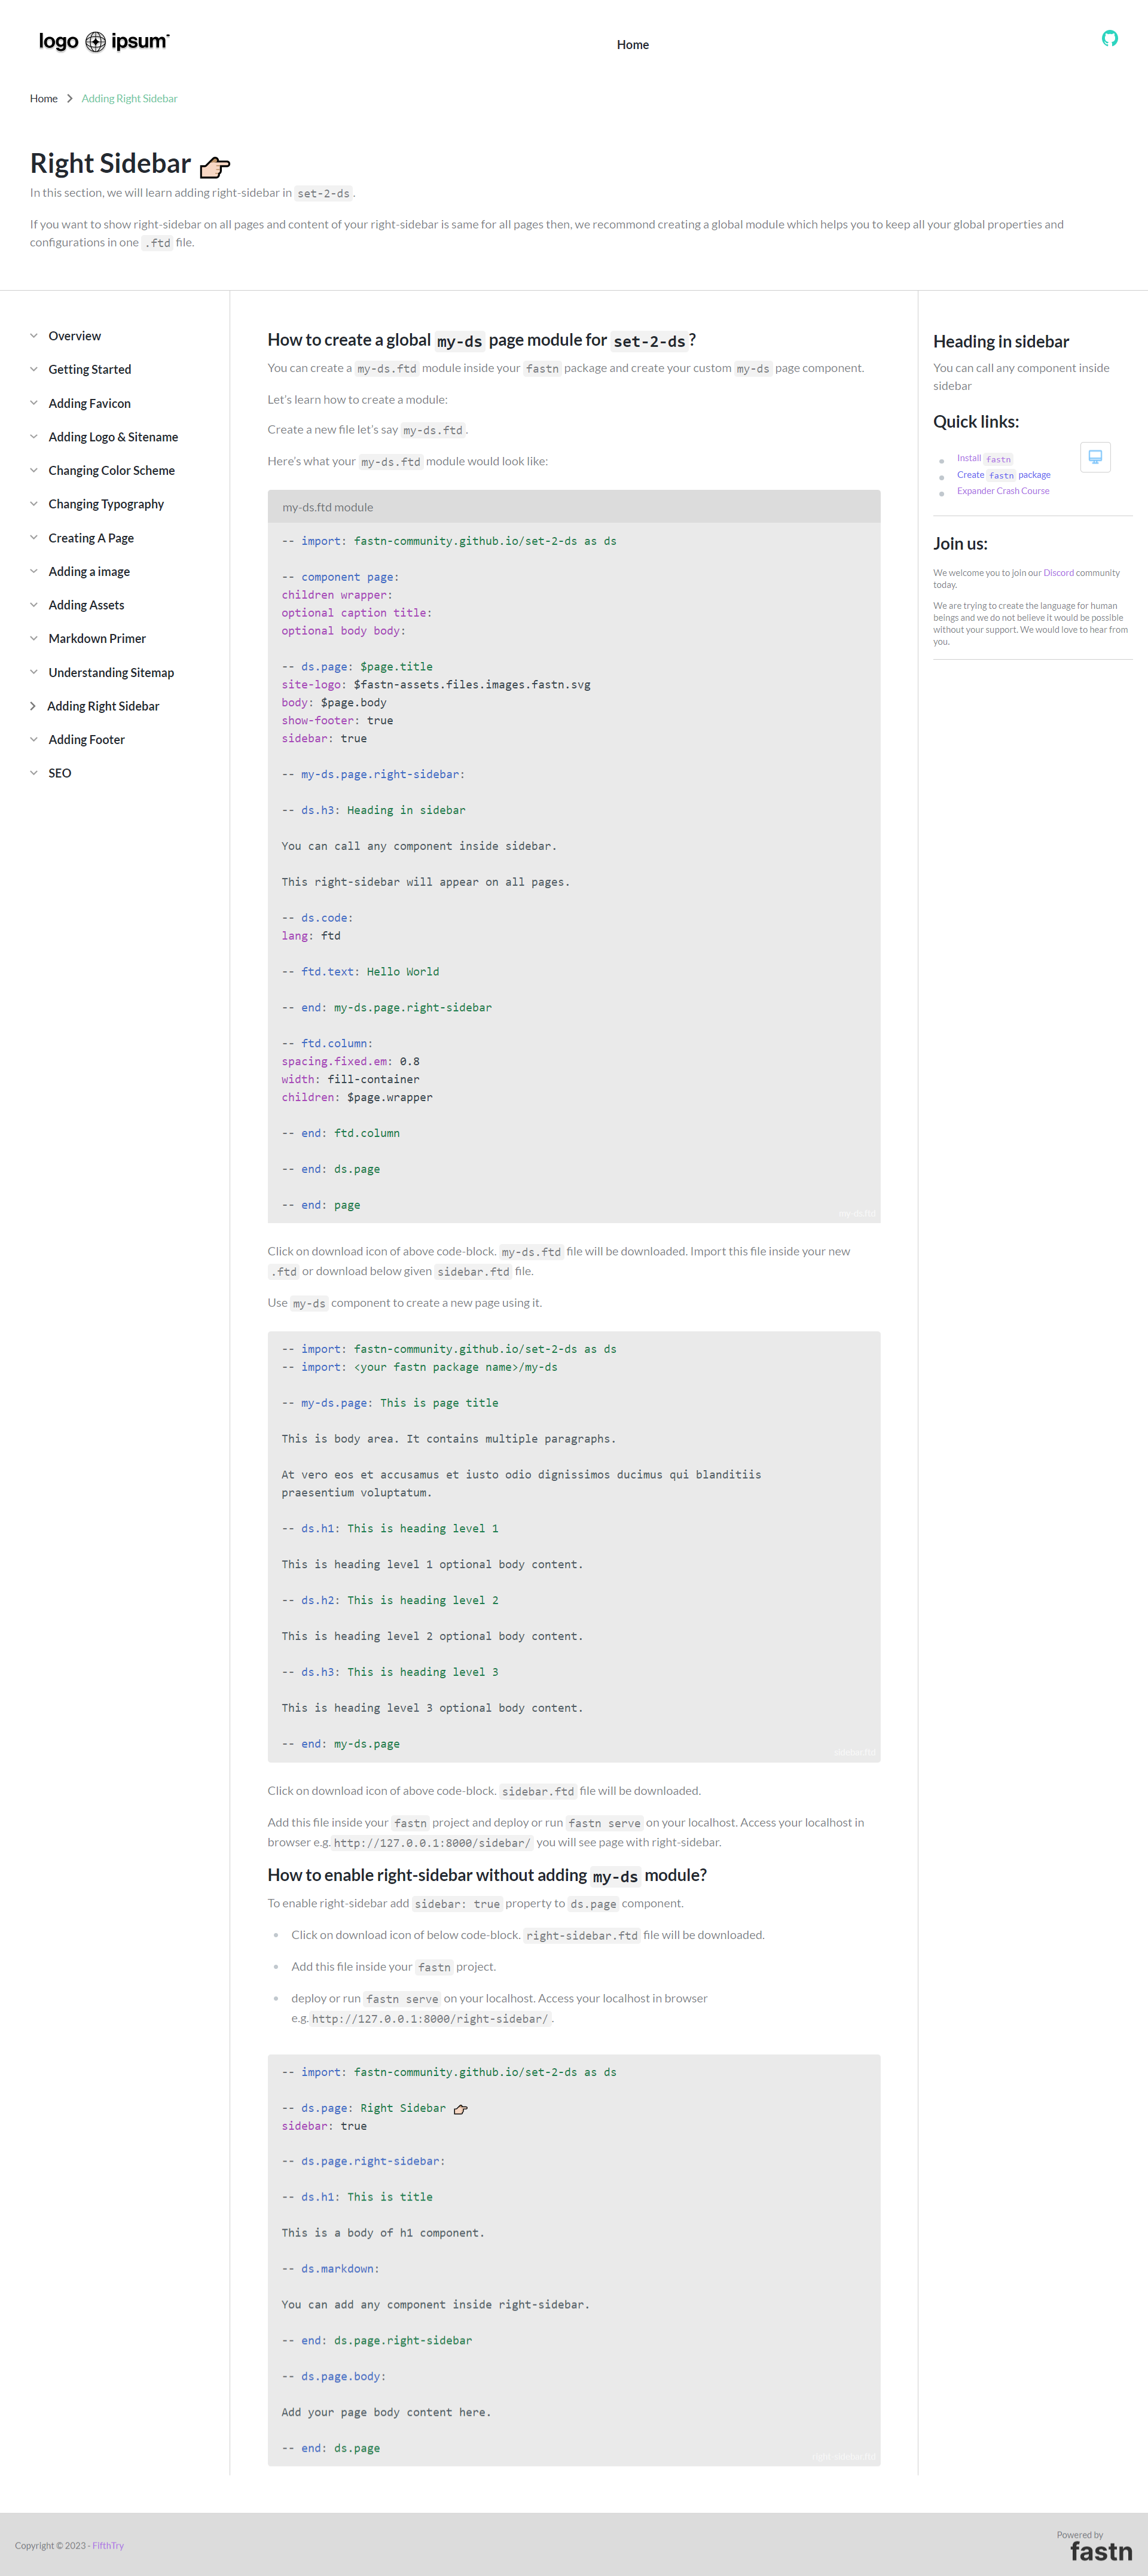 logo ipsum
Home
Home > Adding Right Sidebar
Right Sidebar 👉
In this section, we will learn adding right-sidebar in set-2-ds.
If you want to show right-sidebar on all pages and content of your right-sidebar is same for all pages then, we recommond creating a global module which helps you to keep all your global properties and
configurations in one .ftd file.
Overview
Getting Started
Adding Favicon
Adding Logo & Sitename
Changing Color Scheme
Changing Typography
Creating A Page
Adding a image
Adding Assets
Markdown Primer
Understanding Sitemap
Adding Right Sidebar
Adding Footer
SEO
How to create a global my-ds page module for set-2-ds?
You can create a my-ds.ftd module inside your fastn package and create your custom my-ds page component.
Let's learn how to create a module:
Create a new file let's say my-ds.ftd.
Here's what your my-ds.ftd module would look like:
my-ds.ftd module
-- import: fastn-community.github.io/set-2-ds as ds
-- component page:
children wrapper:
optional caption title:
optional body body:
-- ds.page: $page.title
site-logo: $fastn-assets.files.images.fastn.svg
body: $page.body
show-footer: true
sidebar: true
-- my-ds.page.right-sidebar:
-- ds.h3: Heading in sidebar
You can call any component inside sidebar.
This right-sidebar will appear on all pages.
-- ds.code:
lang: ftd
-- ftd.text: Hello World
-- end: my-ds.page.right-sidebar
-- ftd.column:
spacing.fixed.em: 0.8
width: fill-container
children: $page.wrapper
-- end: ftd.column
-- end: ds.page
-- end: page
my-ds.ftd
Click on download icon of above code-block. my-ds.ftd file will be downloaded. Import this file inside your new
.ftd or download below given sidebar.ftd file.
Use my-ds component to create a new page using it.
-- import: fastn-community.github.io/set-2-ds as ds
-- import: <your fastn package name>/my-ds
-- my-ds.page: This is page title
This is body area. It contains multiple paragraphs.
At vero eos et accusamus et iusto odio dignissimos ducimus qui blanditiis
praesentium voluptatum.
-- ds.h1: This is heading level 1
This is heading level 1 optional body content.
-- ds.h2: This is heading level 2
This is heading level 2 optional body content.
-- ds.h3: This is heading level 3
This is heading level 3 optional body content.
-- end: my-ds.page
sidebar.ftd
Click on download icon of above code-block. sidebar.ftd file will be downloaded.
Add this file inside your fastn project and deploy or run fastn serve on your localhost. Access your localhost in
browser e.g. http://127.0.0.1:8000/sidebar/ you will see page with right-sidebar.
How to enable right-sidebar without adding my-ds module?
To enable right-sidebar add sidebar: true property to ds.page component.
Click on download icon of below code-block. right-sidebar.ftd file will be downloaded.
Add this file inside your fastn project.
deploy or run fastn serve on your localhost. Access your localhost in browser
e.g. http://127.0.0.1:8000/right-sidebar/.
-- import: fastn-community.github.io/set-2-ds as ds
-- ds.page: Right Sidebar 👉
sidebar: true
-- ds.page.right-sidebar:
-- ds.h1: This is title
This is a body of h1 component.
-- ds.markdown:
You can add any component inside right-sidebar.
-- end: ds.page.right-sidebar
-- ds.page.body:
Add your page body content here.
-- end: ds.page
right-sidebar.ftd
Heading in sidebar
You can call any component inside
sidebar
Quick links:
Install fastn
Create fastn package
Expander Crash Course
Join us:
We welcome you to join our Discord community
today.
We are trying to create the language for human
beings and we do not believe it would be possible
without your support. We would love to hear from
you.
Copyright © 2023 - FifthTry
Powered by
fastn